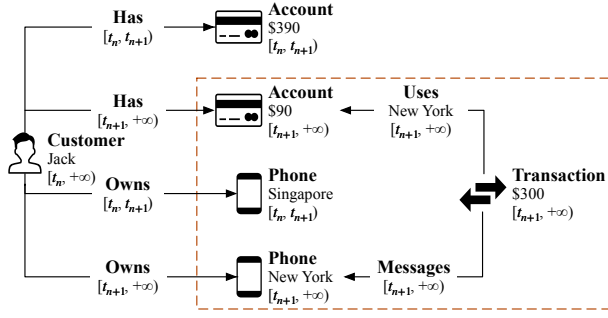 Has
[tₙ, tₙ₊₁)
Account
$390
[tₙ, tₙ₊₁)
Has
[tₙ₊₁, +∞)
Account
$90
[tₙ₊₁, +∞)
Uses
New York
[tₙ₊₁, +∞)
Customer
Jack
[tₙ, +∞)
Owns
[tₙ, tₙ₊₁)
Phone
Singapore
[tₙ, tₙ₊₁)
Transaction
$300
[tₙ₊₁, +∞)
Owns
[tₙ₊₁, +∞)
Phone
New York
[tₙ₊₁, +∞)
Messages
[tₙ₊₁, +∞)